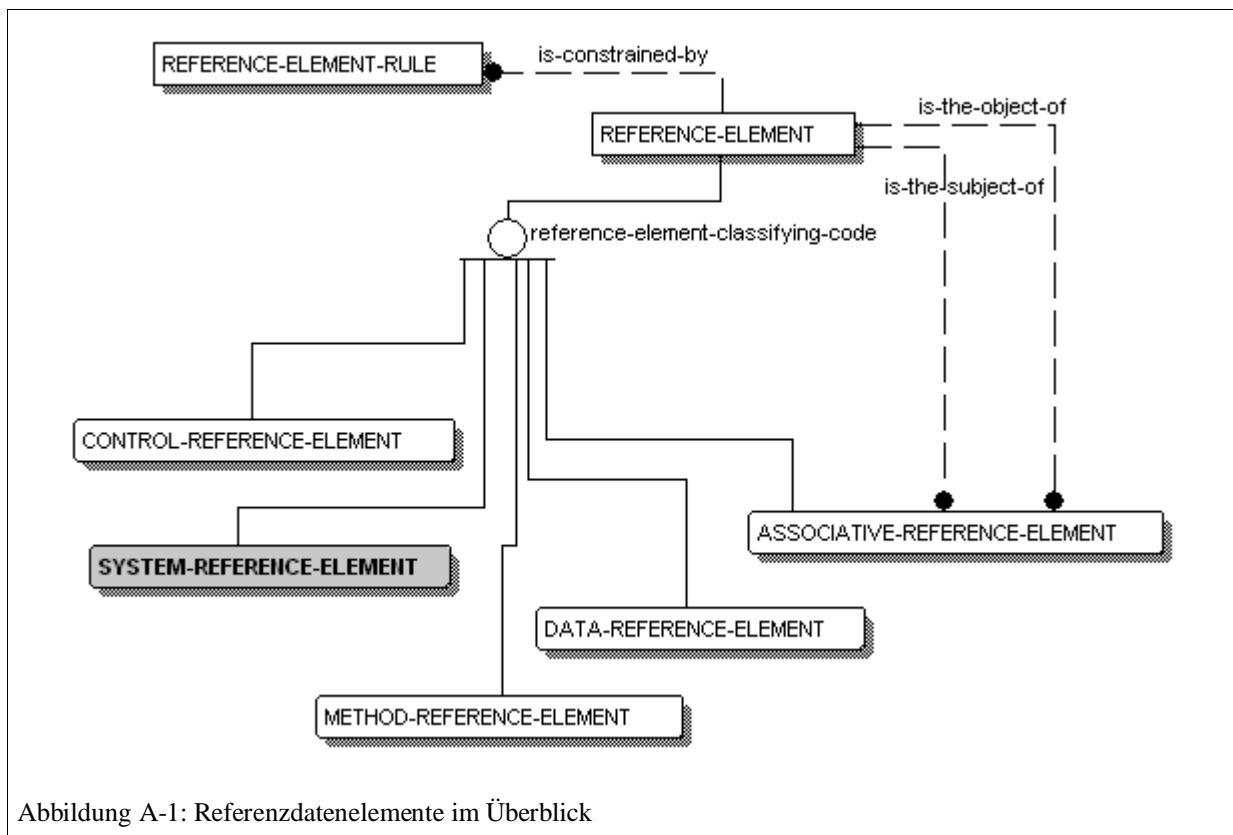 is-constrained-by
REFERENCE-ELEMENT-RULE
is-the-object-of
REFERENCE-ELEMENT
is-the-subject-of
reference-element-classifying-code
CONTROL-REFERENCE-ELEMENT
ASSOCIATIVE-REFERENCE-ELEMENT
SYSTEM-REFERENCE-ELEMENT
DATA-REFERENCE-ELEMENT
METHOD-REFERENCE-ELEMENT
Abbildung A-1: Referenzdatenelemente im Überblick